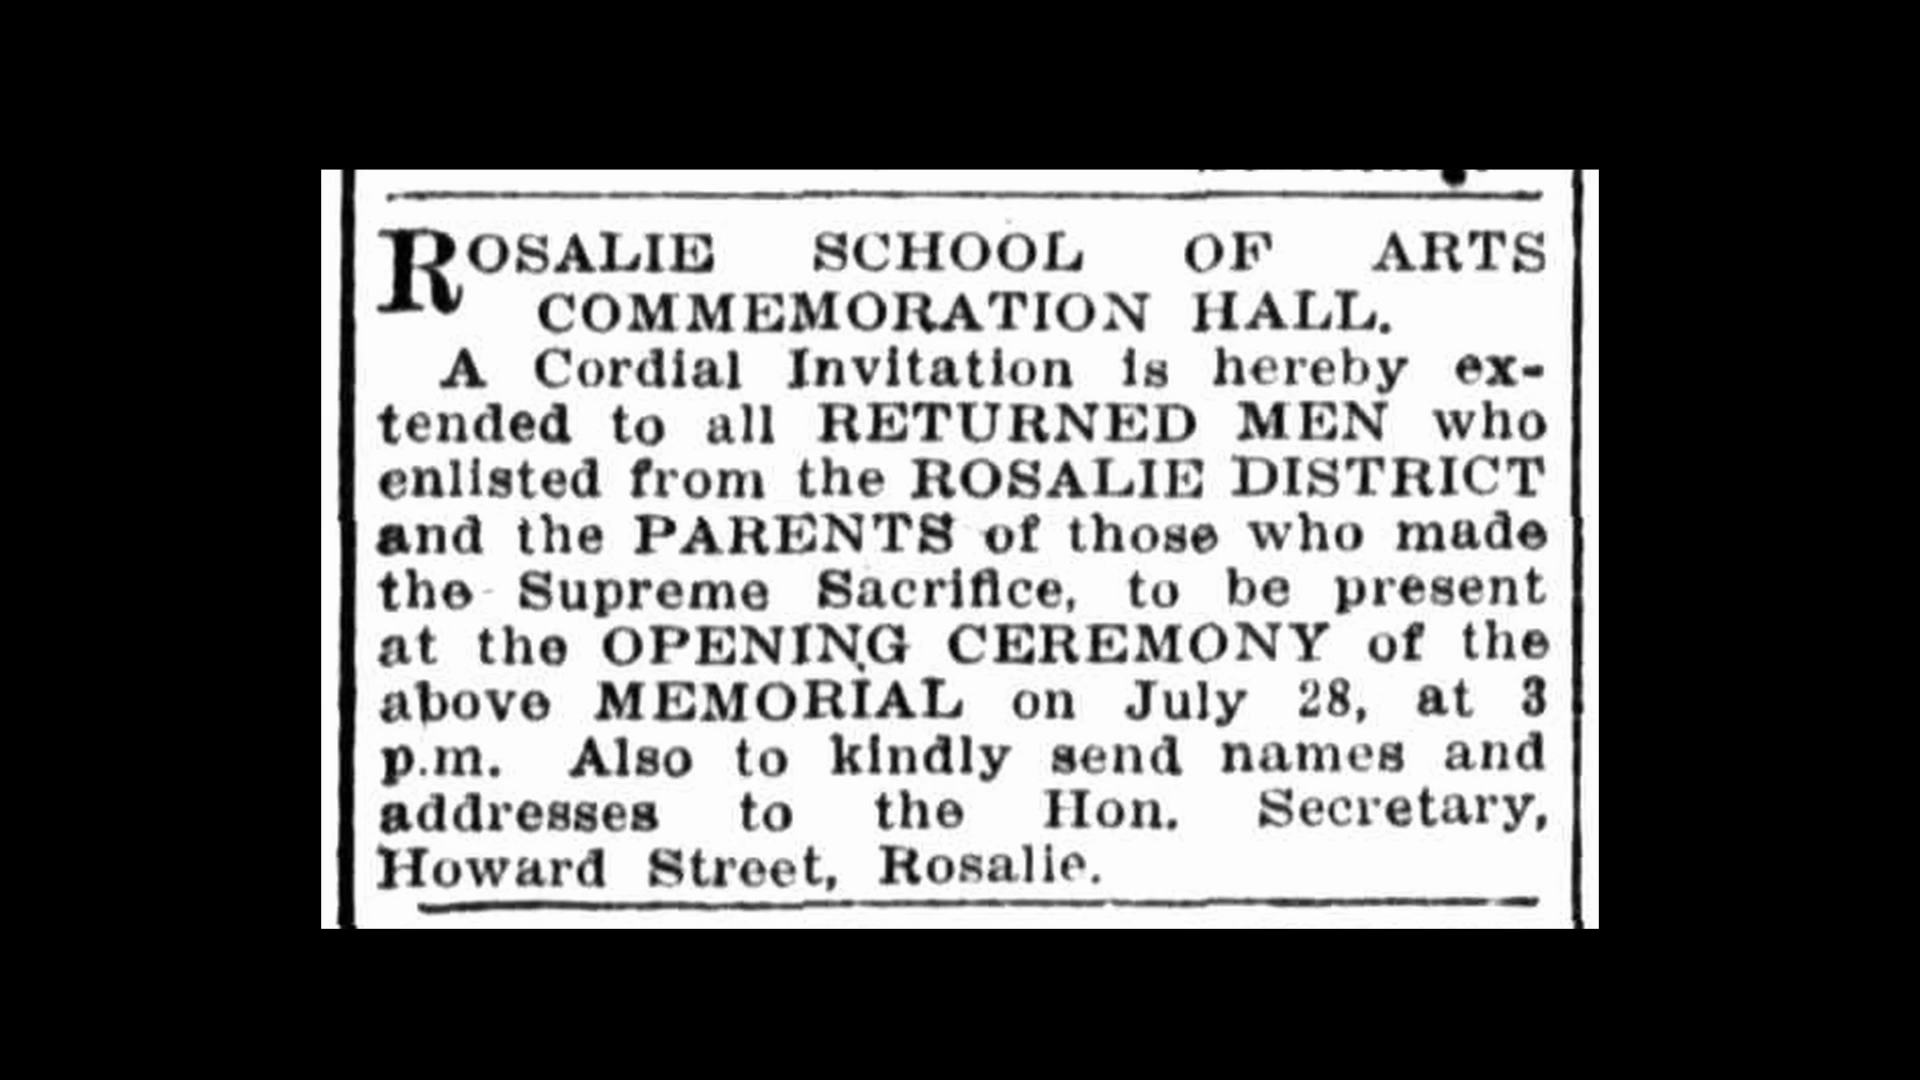 ROSALIE SCHOOL OF ARTS
COMMEMORATION HALL.
A Cordial Invitation is hereby ex-
tended to all RETURNED MEN who
enlisted from the ROSALIE DISTRICT
and the PARENTS of those who made
the Supreme Sacrifice, to be present
at the OPENING CEREMONY of the
above MEMORIAL on July 28, at 3
p.m. Also to kindly send names and
addresses to the Hon. Secretary,
Howard Street, Rosalie.